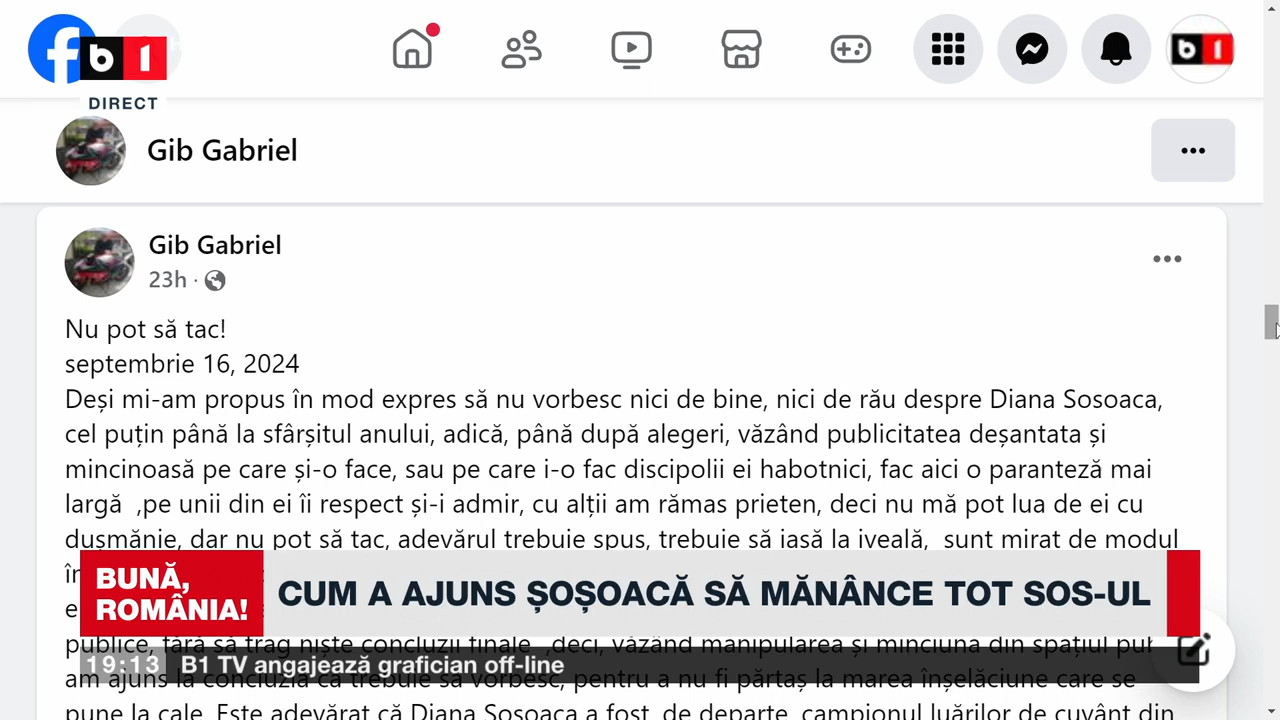 b1
DIRECT
b1
Gib Gabriel
Gib Gabriel
23h ·
Nu pot să tac!
septembrie 16, 2024
Deși mi-am propus în mod expres să nu vorbesc nici de bine, nici de rău despre Diana Sosoaca,
cel puțin până la sfârșitul anului, adică, până după alegeri, văzând publicitatea deșantata și
mincinoasă pe care și-o face, sau pe care i-o fac discipolii ei habotnici, fac aici o paranteză mai
largă ,pe unii din ei îi respect și-i admir, cu alții am rămas prieten, deci nu mă pot lua de ei cu
dușmănie, dar nu pot să tac, adevărul trebuie spus, trebuie să iasă la iveală, sunt mirat de modul
BUNĂ,
ROMÂNIA!
CUM A AJUNS ȘOȘOACĂ SĂ MĂNÂNCE TOT SOS-UL
publice, fără să trag niște concluzii finale ,deci, văzând manipularea și minciuna din spațiul
19:13 B1 TV angajează grafician off-line
am ajuns la concluzia că trebuie să vorbesc, pentru a nu fi părtaș la marea înșelăciune care se
pune la cale. Este adevărat că Diana Sosoaca a fost, de departe, campionul luărilor de cuvânt din